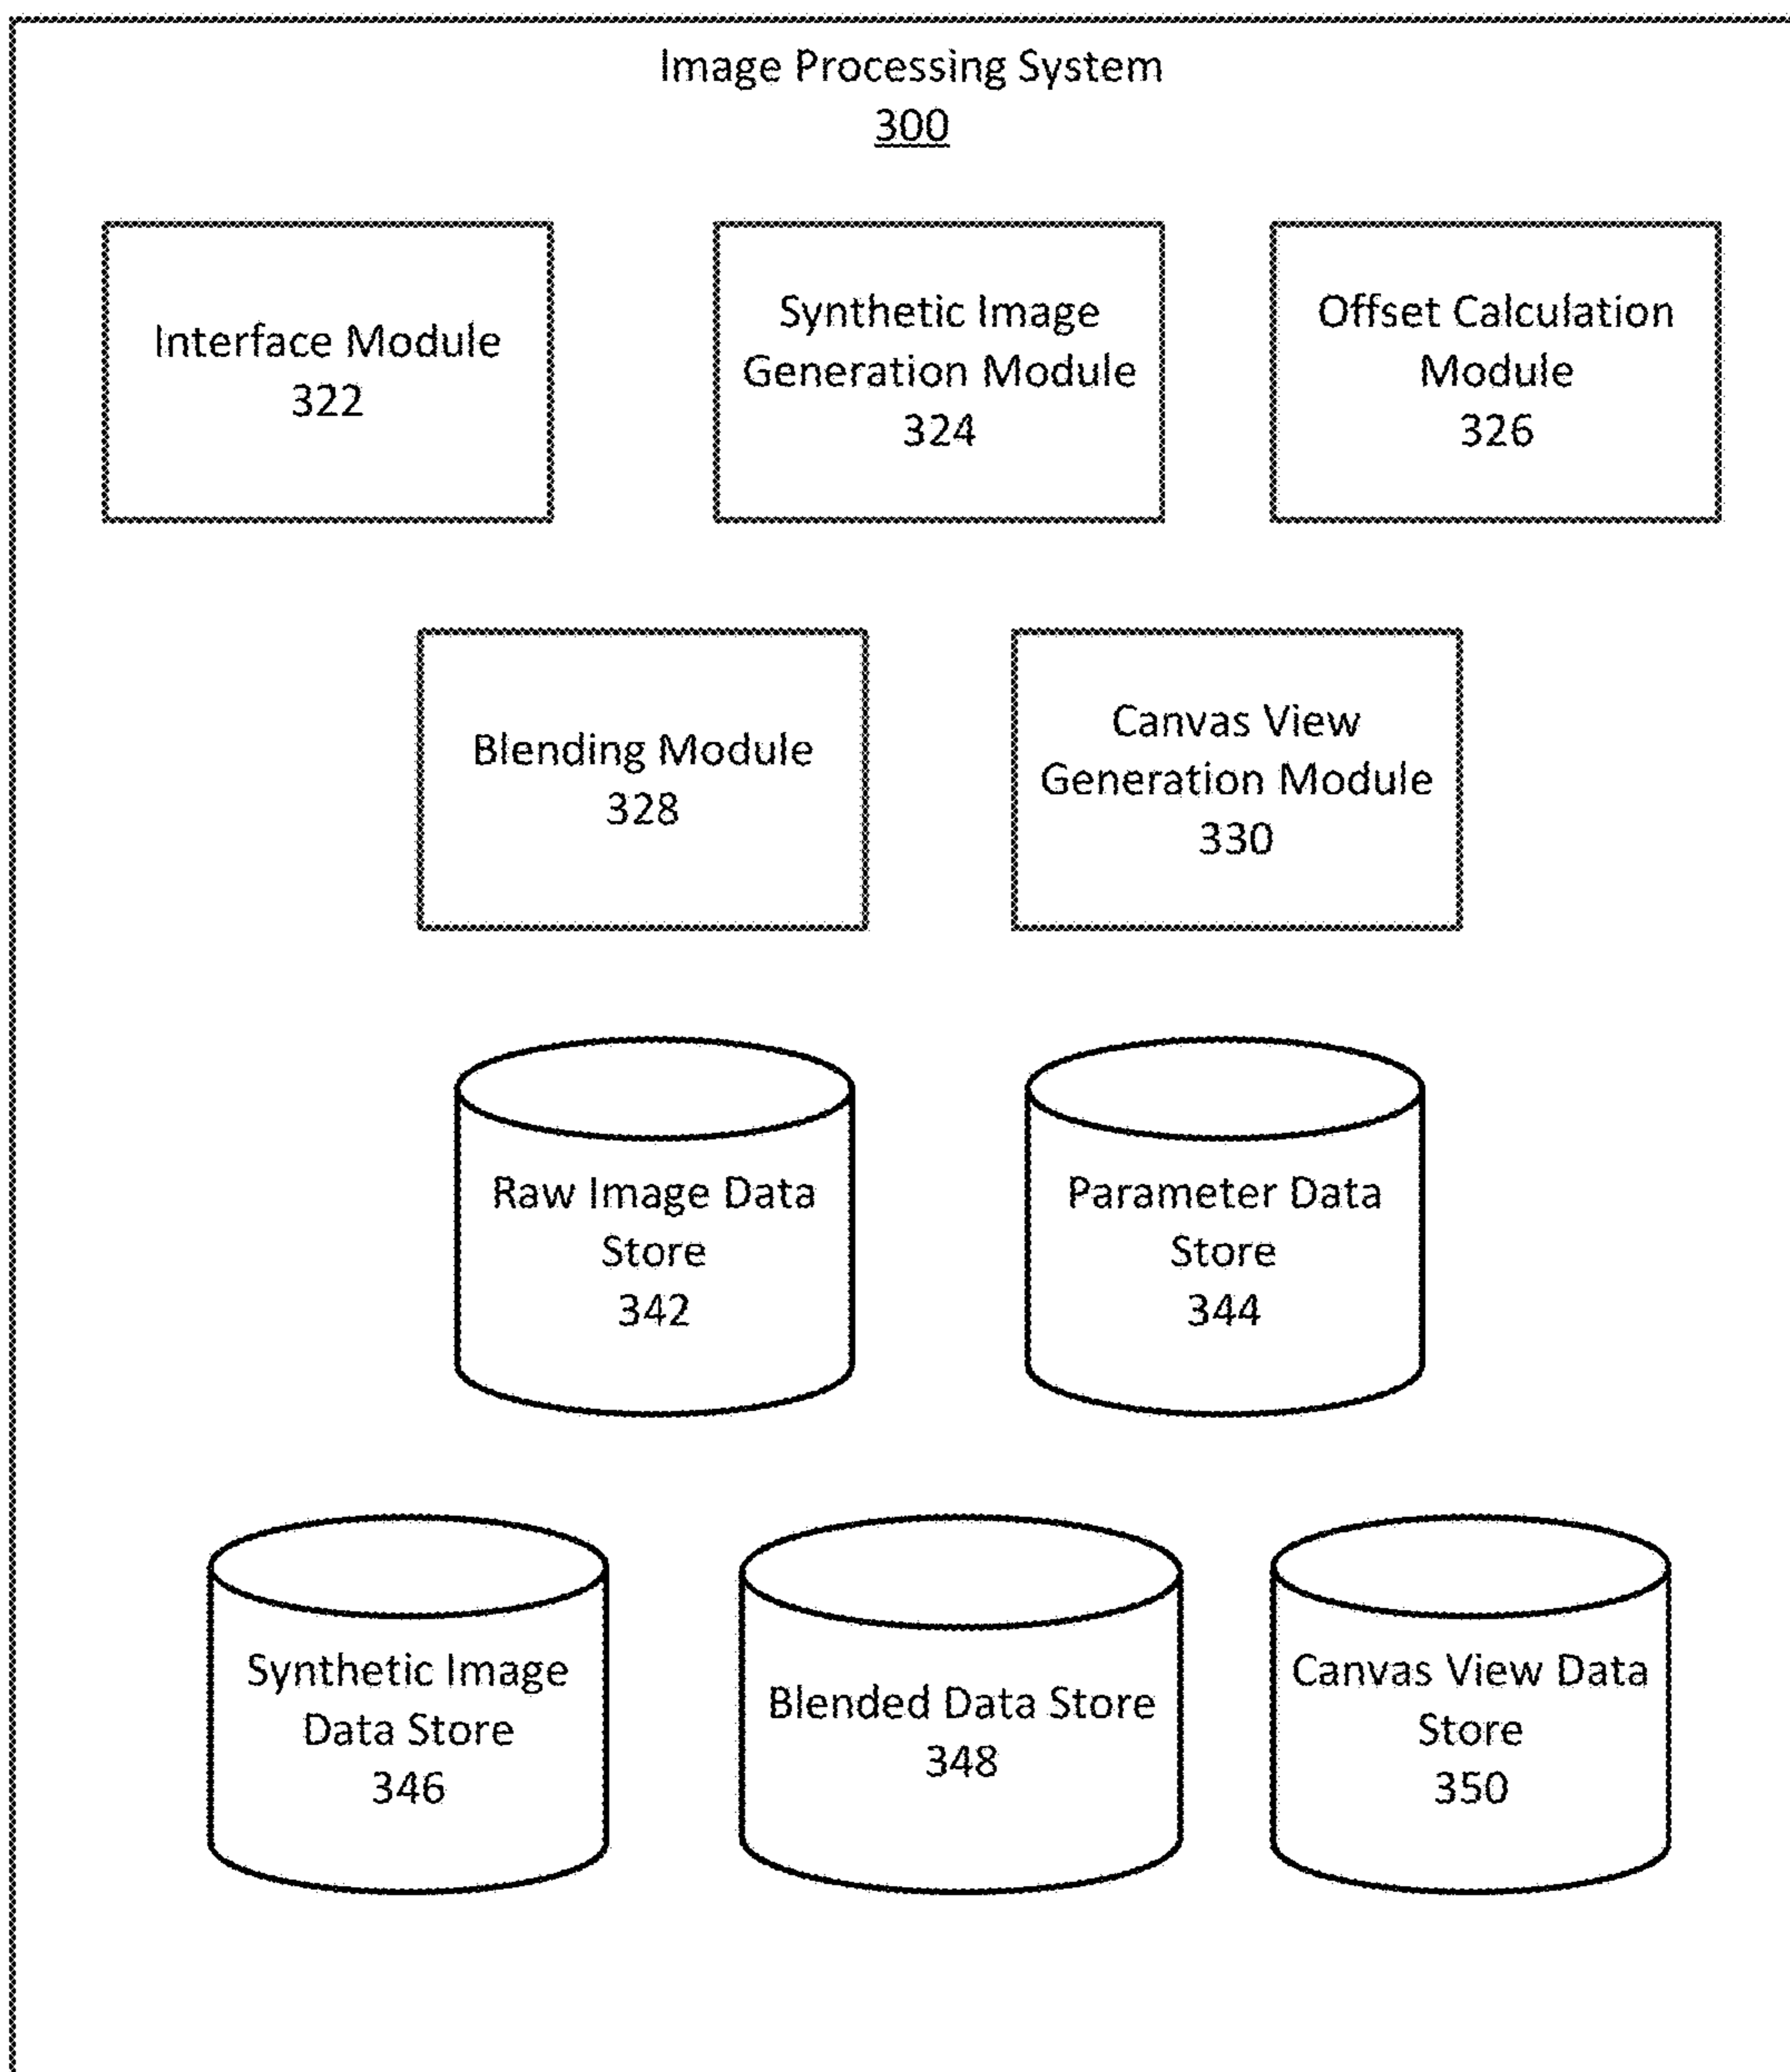 Image Processing System
300
Interface Module
322
Synthetic Image
Generation Module
324
Offset Calculation
Module
326
Blending Module
328
Canvas View
Generation Module
330
Raw Image Data
Store
342
Parameter Data
Store
344
Synthetic Image
Data Store
346
Blended Data Store
348
Canvas View Data
Store
350